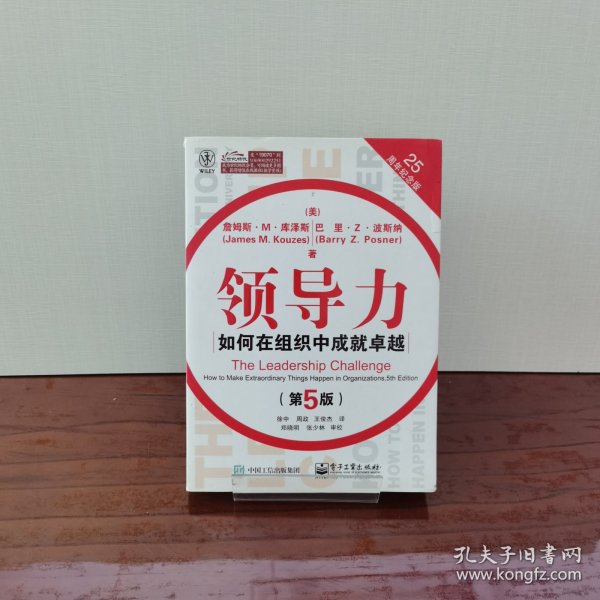 WILEY
25
周年纪念版
(美)
詹姆斯·M·库泽斯 巴 里·Z·波斯纳
(James M. Kouzes) (Barry Z. Posner)
著
领导力
如何在组织中成就卓越
The Leadership Challenge
How to Make Extraordinary Things Happen in Organizations,5th Edition
(第5版)
徐中 周政 王俊杰 译
郑晓明 张少林 审校
中国工信出版集团 电子工业出版社
孔夫子旧书网
www.kongfz.com